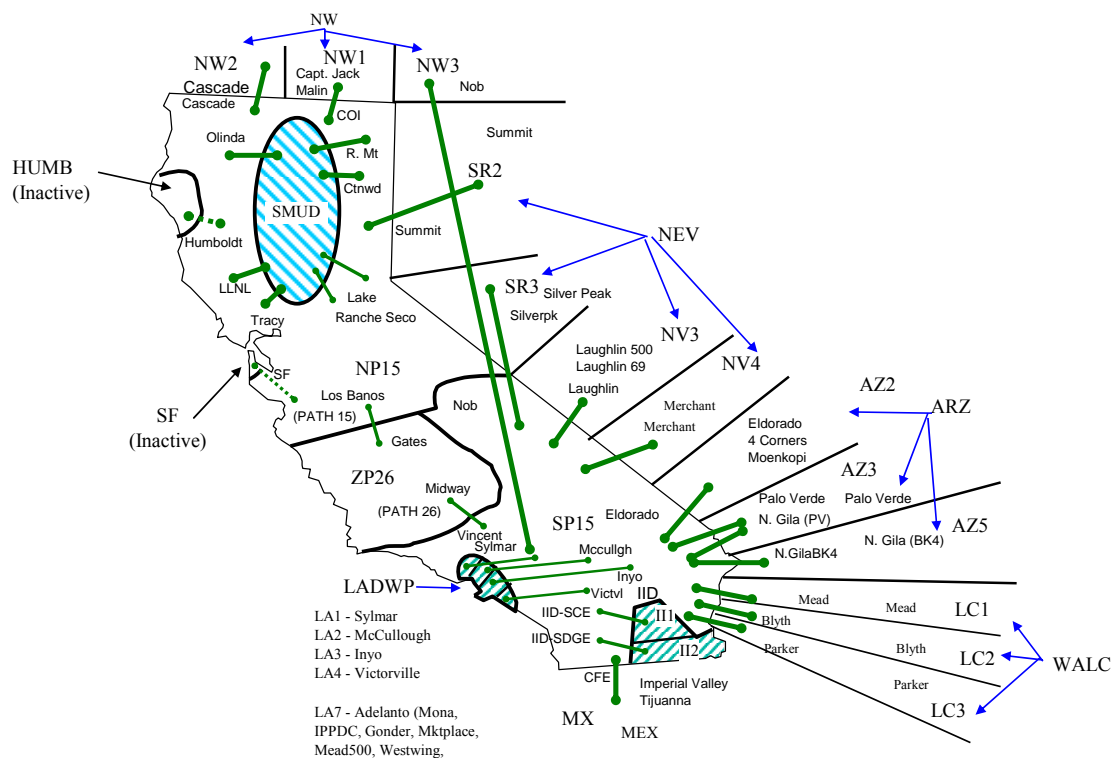 NW
NW2
NW1
NW3
Cascade
Cascade
Capt. Jack
Malin
Nob
COI
Summit
Olinda
R. Mt
HUMB
(Inactive)
Ctnwd
SR2
SMUD
Humboldt
Summit
NEV
LLNL
Lake
Ranche Seco
Tracy
SR3
Silver Peak
Silverpk
NV3
NV4
Laughlin 500
Laughlin 69
Laughlin
SF
NP15
SF
(Inactive)
Los Banos
(PATH 15)
Nob
Gates
Merchant
Merchant
AZ2
ARZ
Eldorado
4 Corners
Moenkopi
ZP26
Midway
(PATH 26)
AZ3
Palo Verde
Palo Verde
N. Gila (PV)
AZ5
N. Gila (BK4)
SP15
Eldorado
Vincent
Sylmar
Mccullgh
N.GilaBK4
Inyo
LADWP
Victvl
IID
II1
II2
IID-SCE
IID-SDGE
Mead
Mead
LC1
Blyth
Blyth
LC2
Parker
Parker
LC3
WALC
LA1 - Sylmar
LA2 - McCullough
LA3 - Inyo
LA4 - Victorville
CFE
Imperial Valley
Tijuanna
MX
MEX
LA7 - Adelanto (Mona,
IPPDC, Gonder, Mktplace,
Mead500, Westwing,